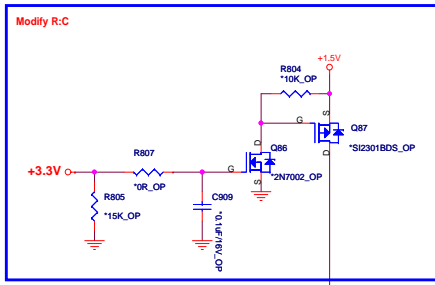 Modify R:C
+1.5V
R804
*10K_OP
S
G
Q87
*SI2301BDS_OP
D
D
Q86
R807
+3.3V
G
*2N7002_OP
S
*0R_OP
R805
C909
*15K_OP
*0.1uF/16V_OP